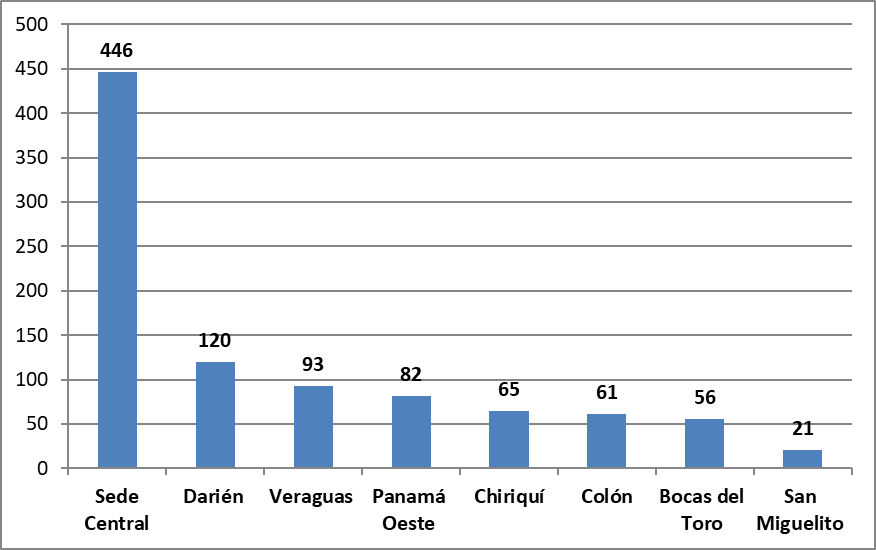 500
450
400
350
300
250
200
150
100
50
0
446
120
93
82
65
61
56
21
Sede
Central
Darién
Veraguas
Panamá
Oeste
Chiriquí
Colón
Bocas del
Toro
San
Miguelito